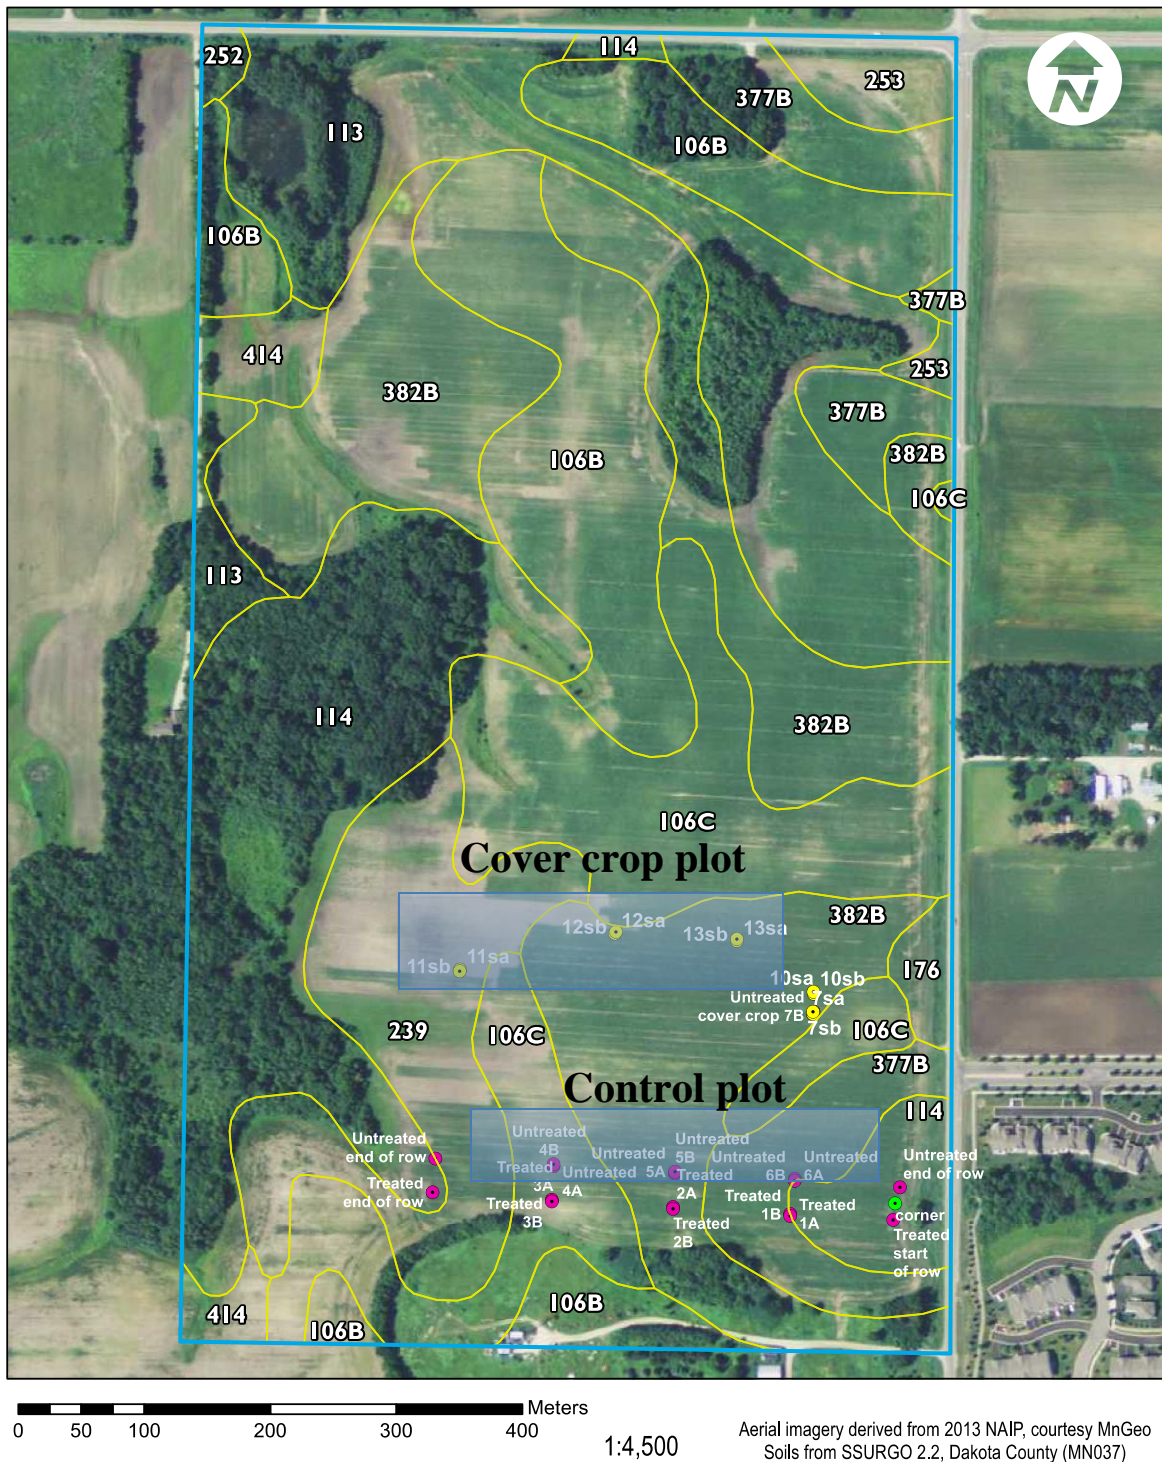 252
114
253
377B
113
106B
N
106B
377B
414
253
382B
377B
106B
382B
106C
113
114
382B
106C
Cover crop plot
382B
12sb
12sa
13sb
13sa
11sb
11sa
176
10sa 10sb
Untreated
cover crop 7B
7sa
7sb
239
106C
106C
377B
Control plot
114
Untreated
end of row
Treated
end of row
Untreated
4B
Treated
3A
Untreated
4A
Treated
3B
Untreated
5A
Untreated
5B
Treated
2A
Treated
2B
Untreated
6B
Untreated
6A
Treated
1B
Treated
1A
Untreated
end of row
corner
Treated
start
of row
414
106B
106B
0 50 100 200 300 400
Meters
1:4,500
Aerial imagery derived from 2013 NAIP, courtesy MnGeo
Soils from SSURGO 2.2, Dakota County (MN037)